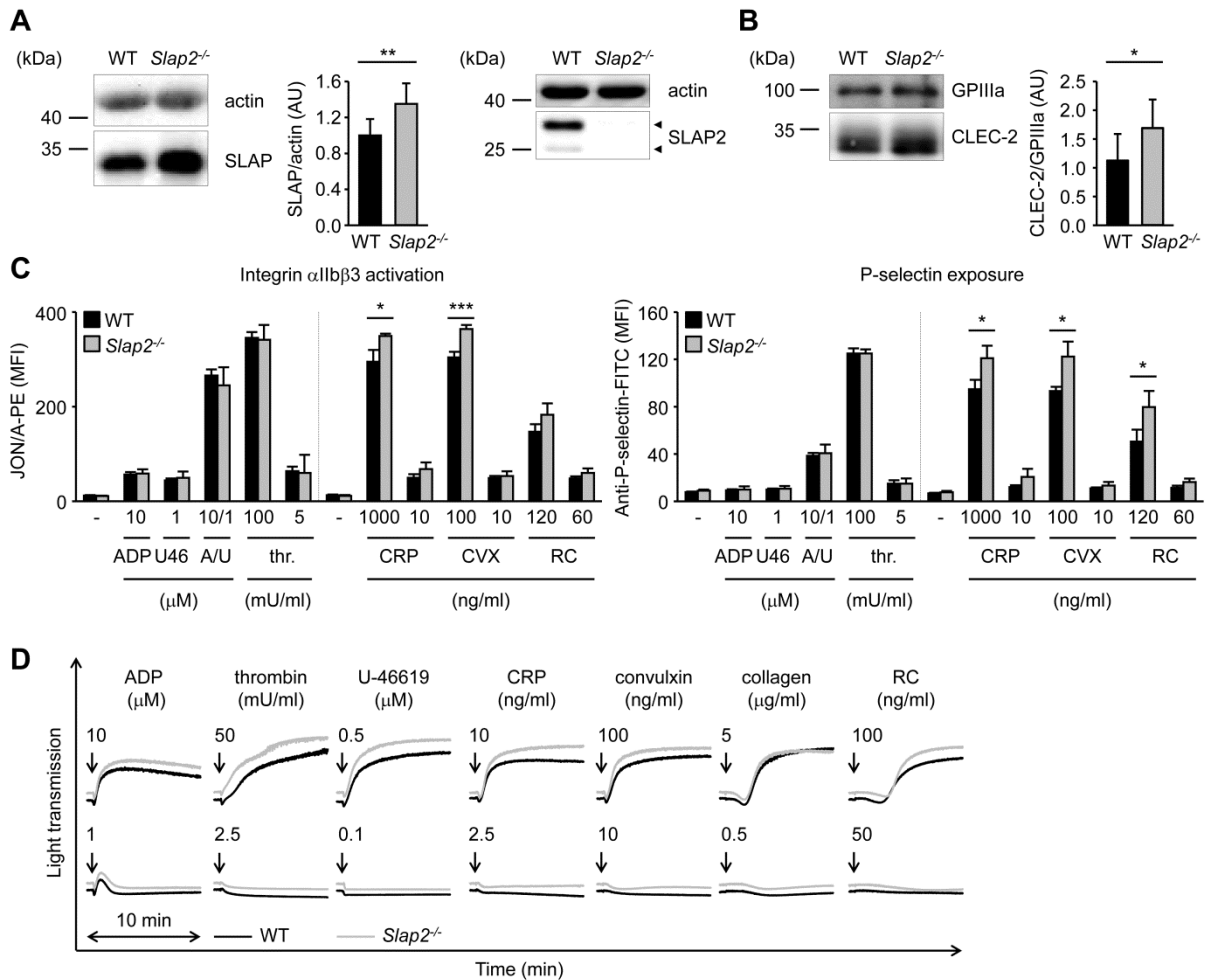 A
(kDa)
WT Slap2-/-
actin
40
35
SLAP
**
SLAP/actin (AU)
1.6
1.2
0.8
0.4
0.0
WT Slap2-/-
(kDa)
WT Slap2-/-
actin
40
SLAP2
25
B
(kDa)
WT Slap2-/-
100
GPIIIa
35
CLEC-2
*
CLEC-2/GPIIIa (AU)
2.5
2.0
1.5
1.0
0.5
0.0
WT Slap2-/-
C
Integrin αIIbβ3 activation
JON/A-PE (MFI)
400
200
0
WT
Slap2-/-
* ***
- 10 1 10/1 100 5 - 1000 10 100 10 120 60
ADP U46 A/U thr. CRP CVX RC
(μM) (mU/ml) (ng/ml)
P-selectin exposure
Anti-P-selectin-FITC (MFI)
160
120
80
40
0
WT
Slap2-/-
* * *
- 10 1 10/1 100 5 - 1000 10 100 10 120 60
ADP U46 A/U thr. CRP CVX RC
(μM) (mU/ml) (ng/ml)
D
Light transmission
ADP thrombin U-46619 CRP convulxin collagen RC
(μM) (mU/ml) (μM) (ng/ml) (ng/ml) (μg/ml) (ng/ml)
10 50 0.5 10 100 5 100
1 2.5 0.1 2.5 10 0.5 50
10 min WT Slap2-/-
Time (min)